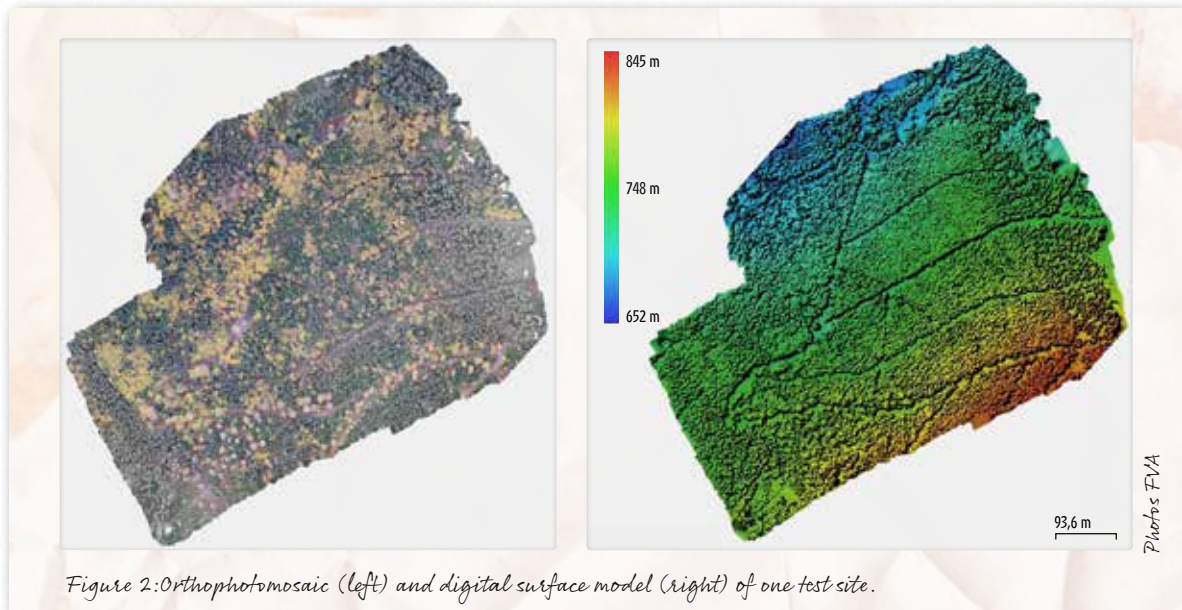 845 m
748 m
652 m
93,6 m
Photos FVA
Figure 2:Orthophotomosaic (left) and digital surface model (right) of one test site.